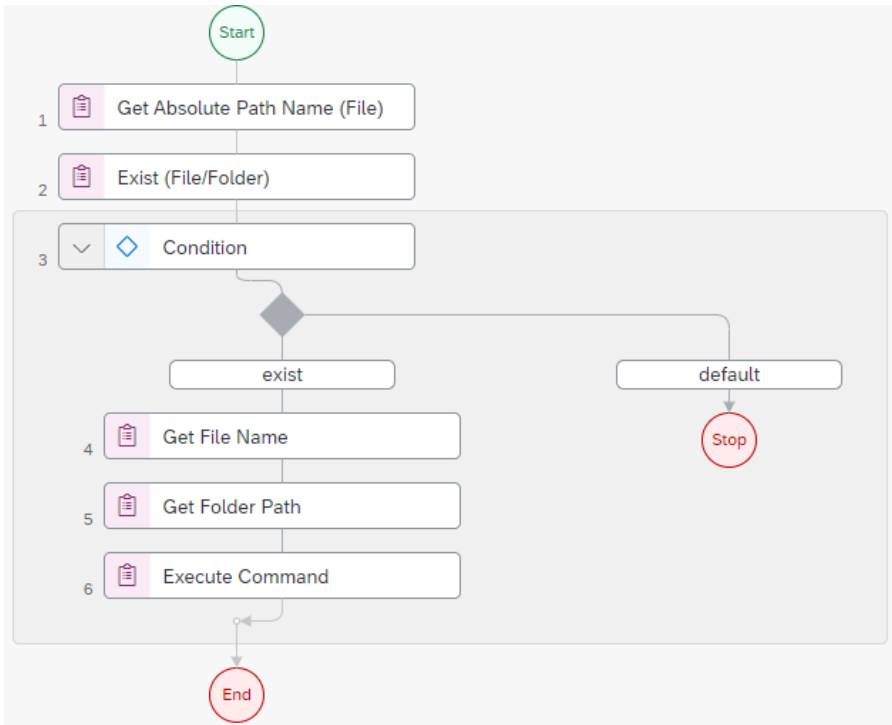 Start
1 Get Absolute Path Name (File)
2 Exist (File/Folder)
3 Condition
exist default
4 Get File Name
Stop
5 Get Folder Path
6 Execute Command
End